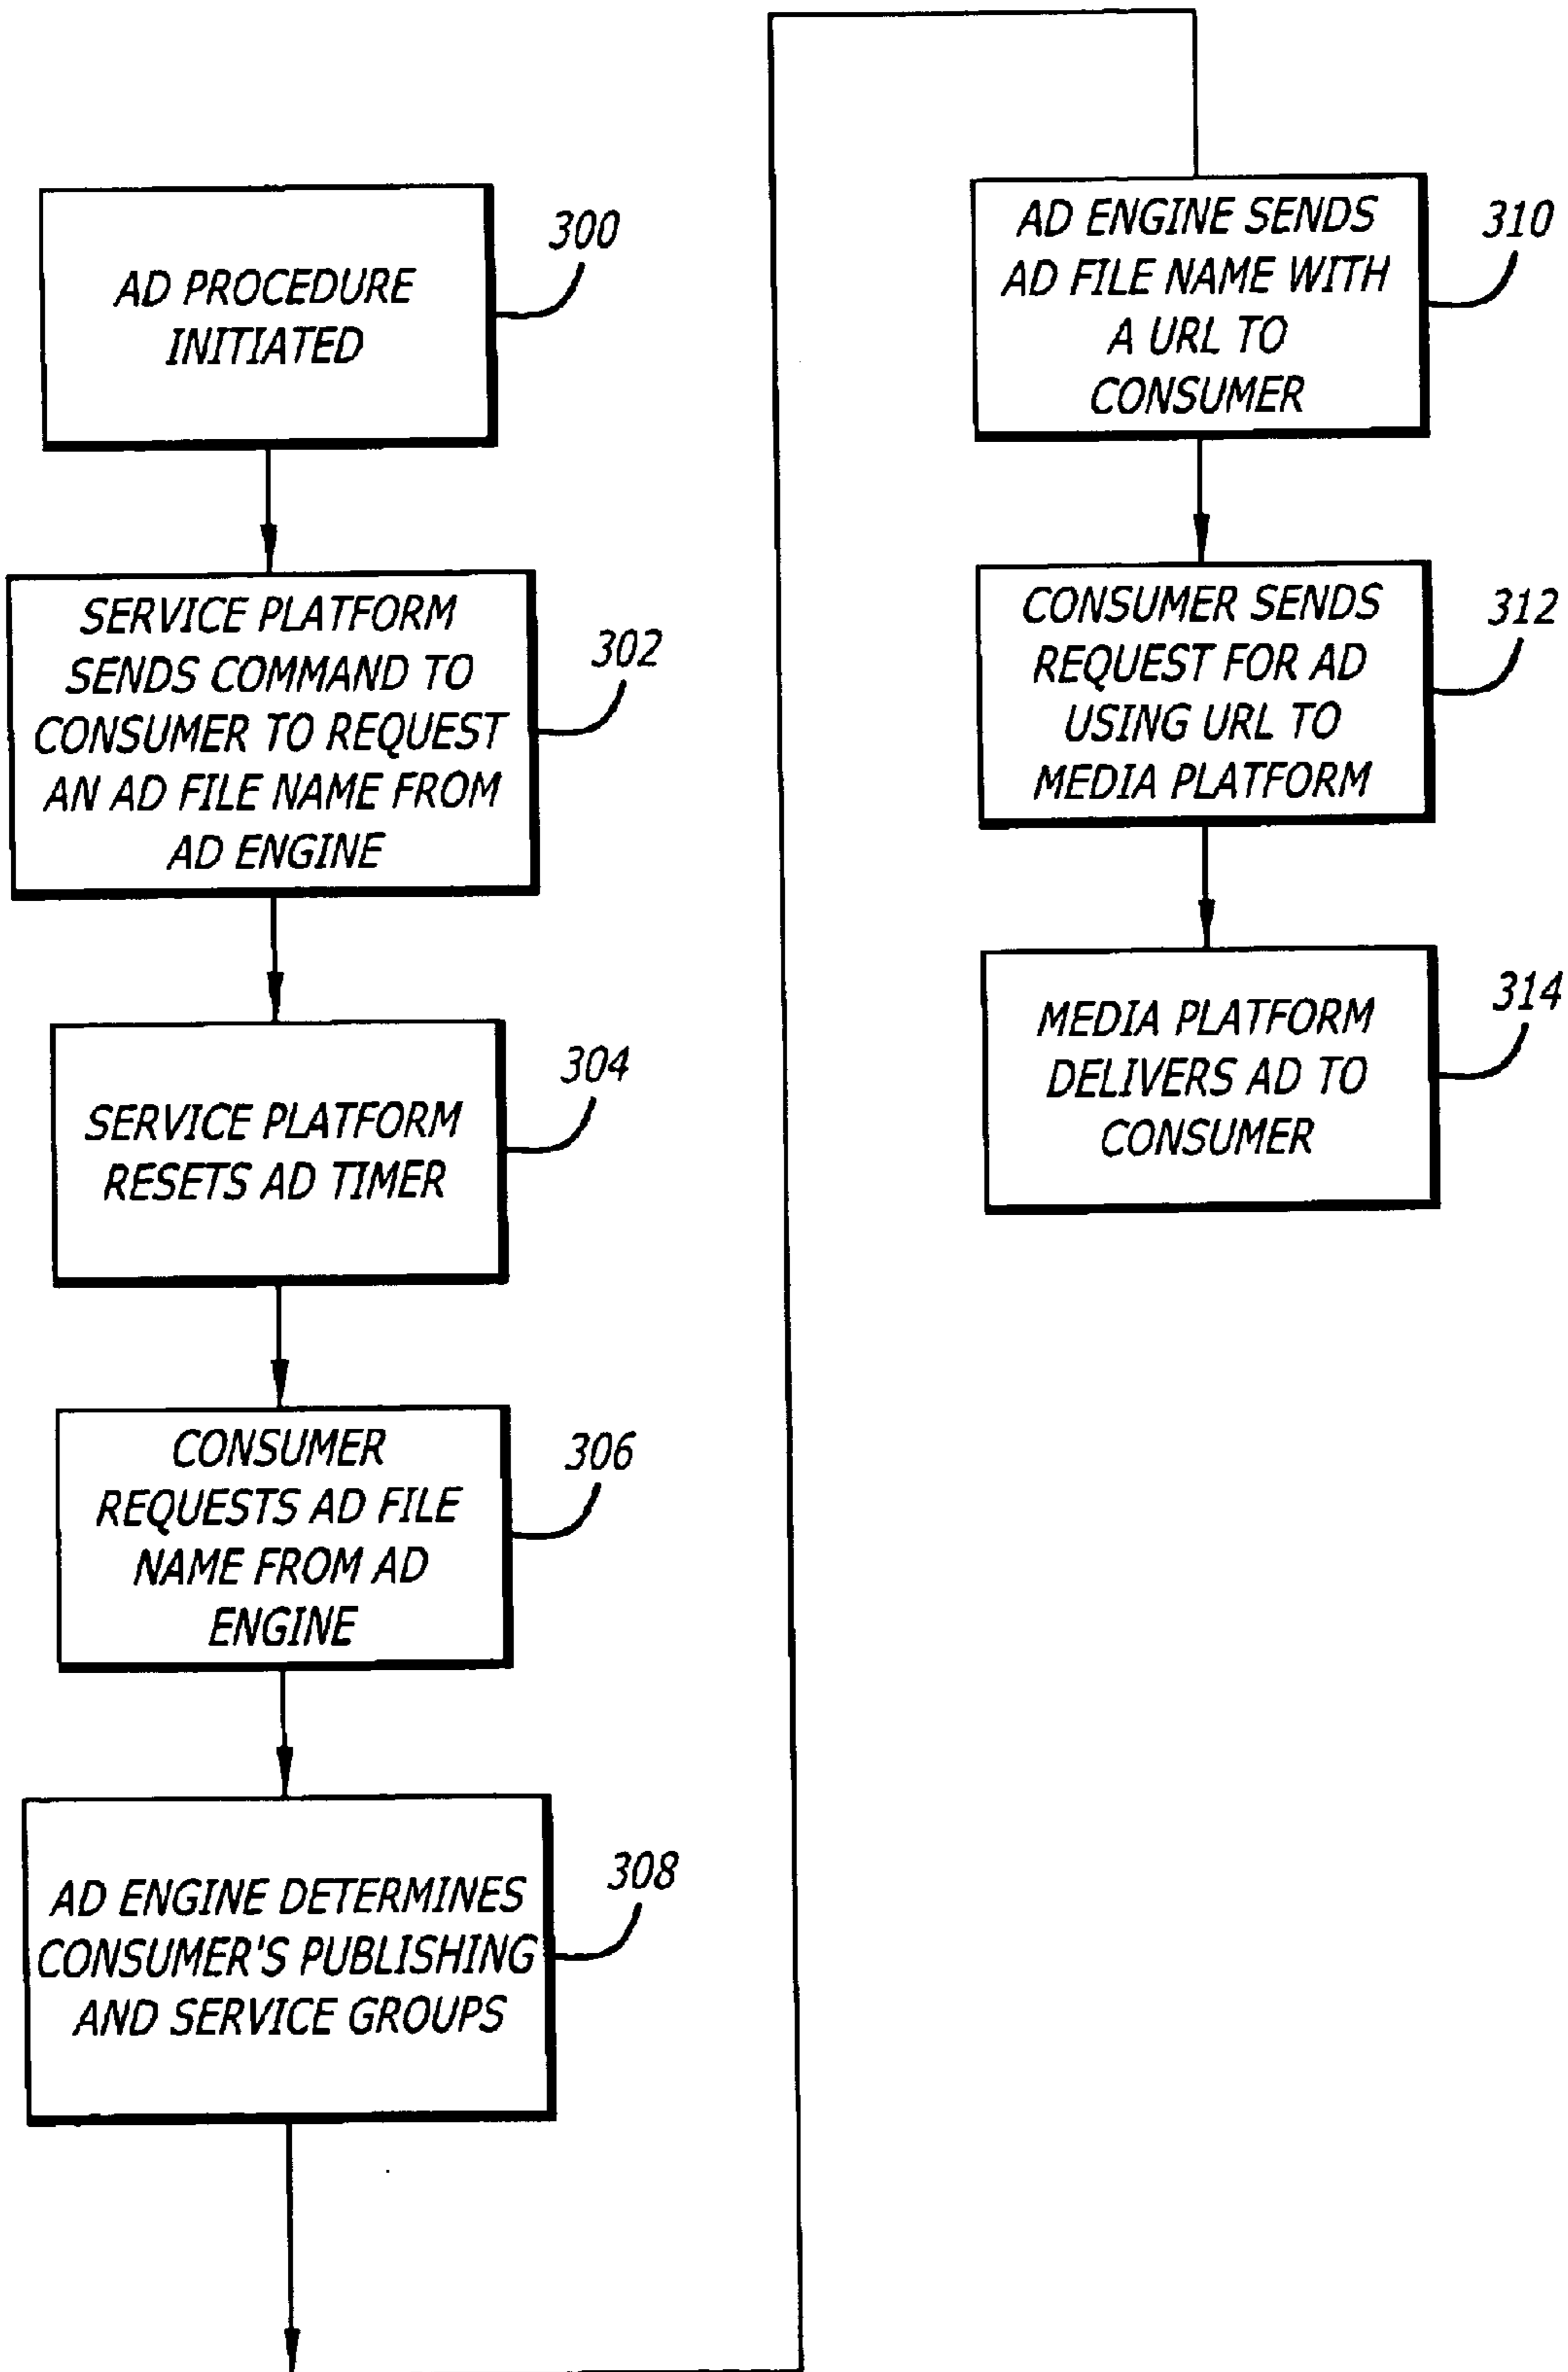 AD PROCEDURE
INITIATED
300
SERVICE PLATFORM
SENDS COMMAND TO
CONSUMER TO REQUEST
AN AD FILE NAME FROM
AD ENGINE
302
SERVICE PLATFORM
RESETS AD TIMER
304
CONSUMER
REQUESTS AD FILE
NAME FROM AD
ENGINE
306
AD ENGINE DETERMINES
CONSUMER'S PUBLISHING
AND SERVICE GROUPS
308
AD ENGINE SENDS
AD FILE NAME WITH
A URL TO
CONSUMER
310
CONSUMER SENDS
REQUEST FOR AD
USING URL TO
MEDIA PLATFORM
312
MEDIA PLATFORM
DELIVERS AD TO
CONSUMER
314